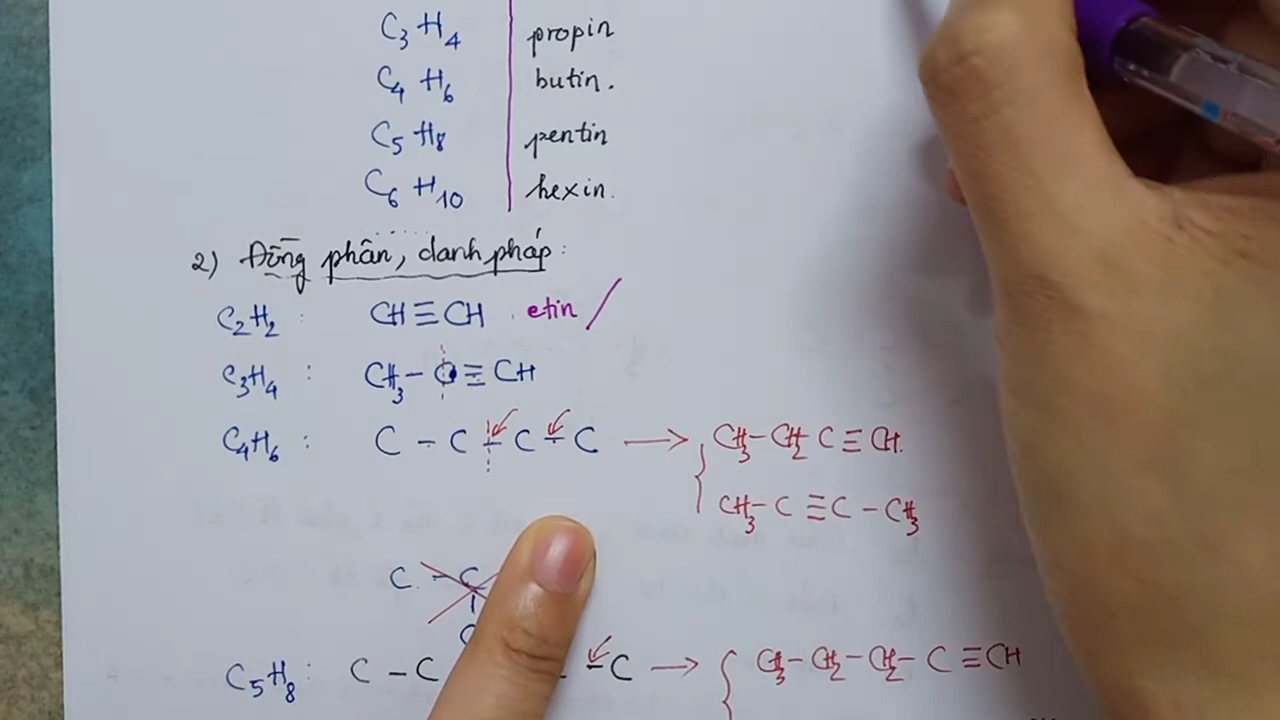 C₃H₄ propin
C₄H₆ butin.
C₅H₈ pentin
C₆H₁₀ hexin.
2) Đồng phân, danh pháp:
C₂H₂ : CH≡CH . etin /
C₃H₄ : CH₃-C≡CH
C₄H₆ : C-C-C-C → CH₃-CH₂ C≡CH.
CH₃-C≡C-CH₃
C-C
C
C₅H₈: C-C -C → CH₃-CH₂-CH₂-C≡CH